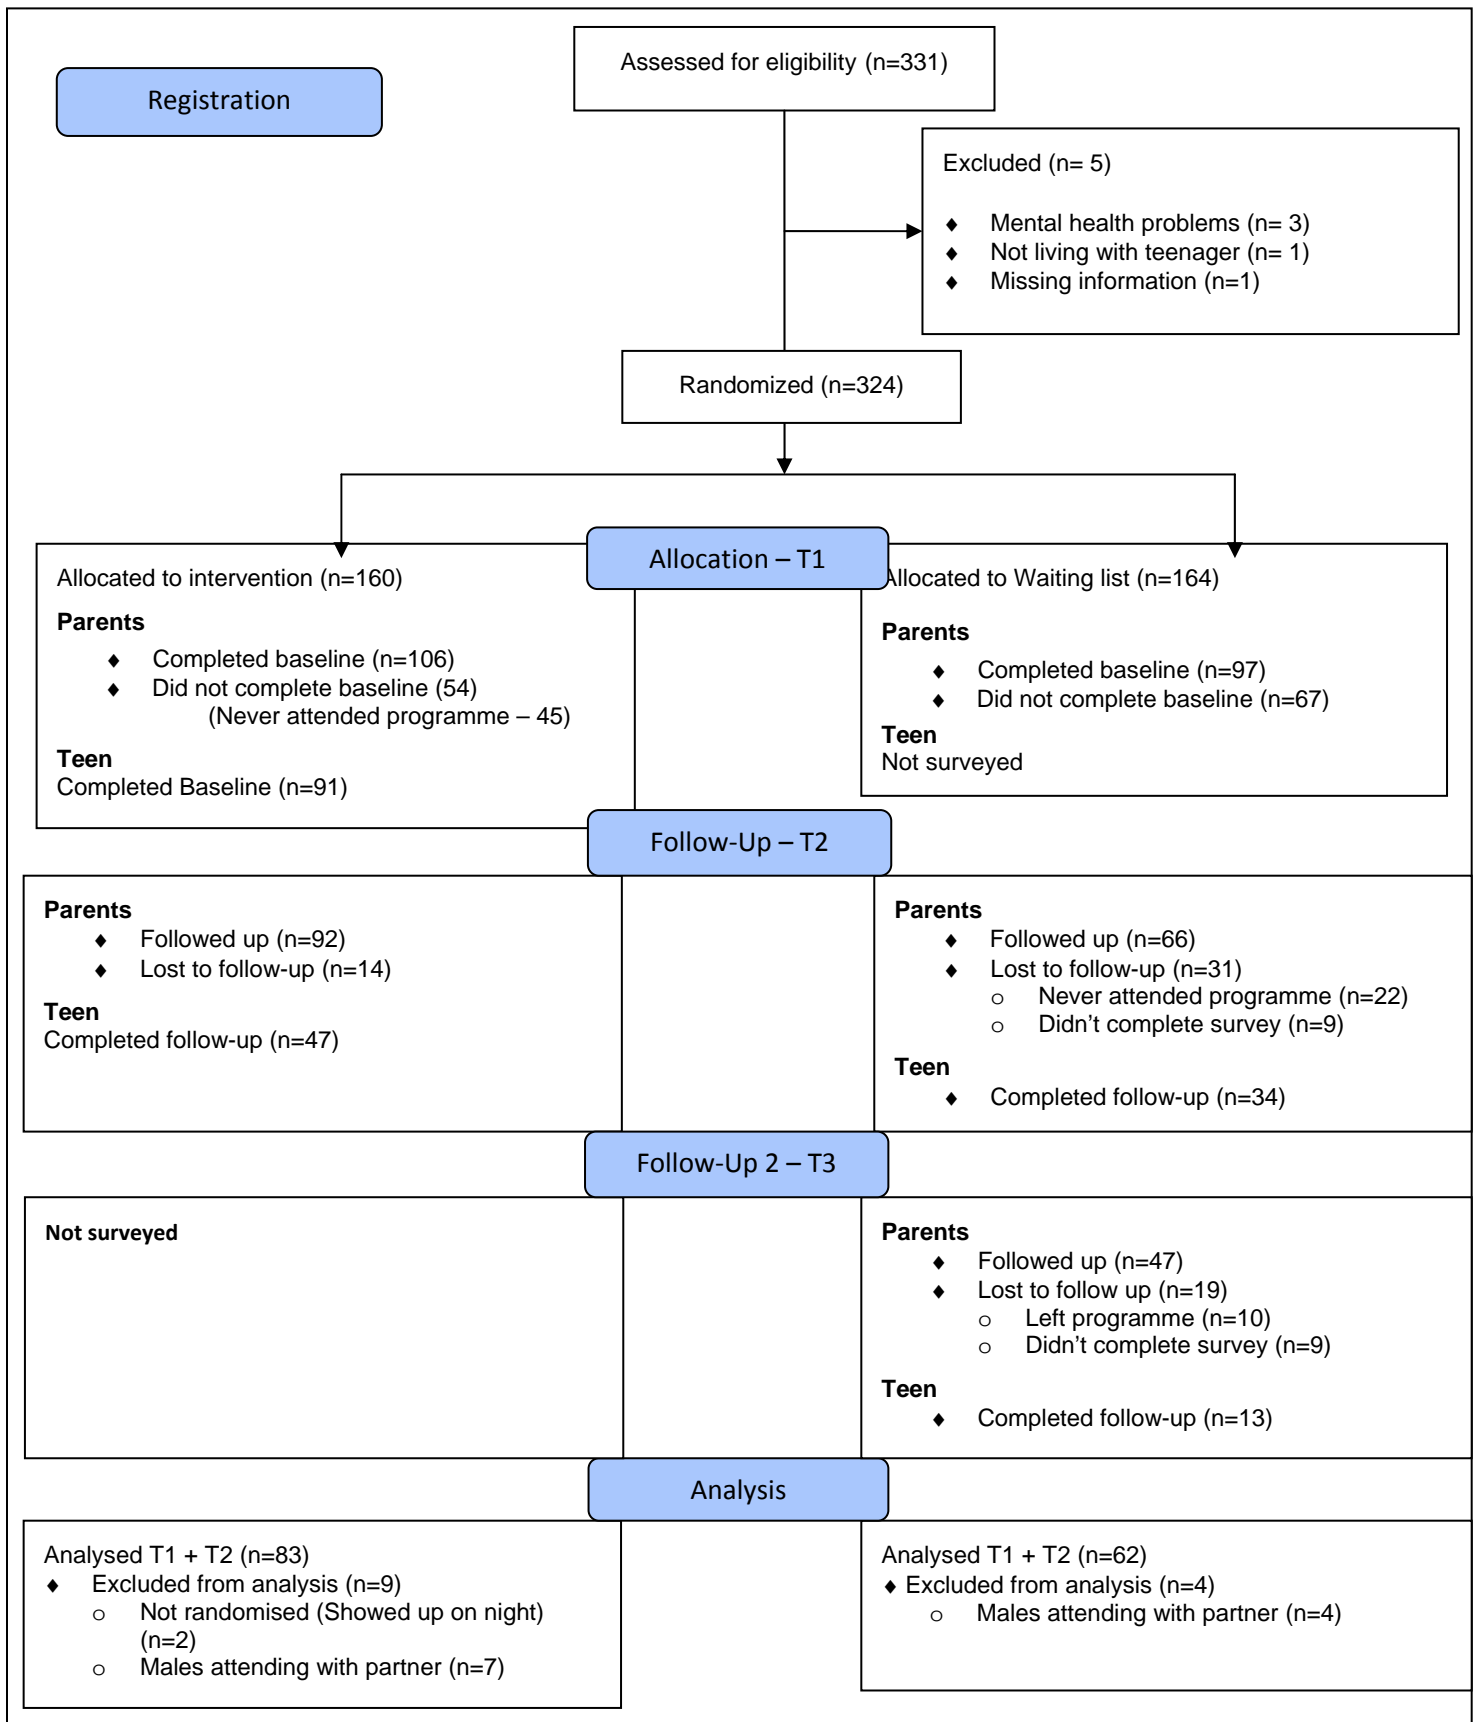 Assessed for eligibility (n=331)
Registration
Excluded (n= 5)
♦ Mental health problems (n= 3)
♦ Not living with teenager (n= 1)
♦ Missing information (n=1)
Randomized (n=324)
Allocation – T1
Allocated to intervention (n=160)
Parents
♦ Completed baseline (n=106)
♦ Did not complete baseline (54)
(Never attended programme – 45)
Teen
Completed Baseline (n=91)
Allocated to Waiting list (n=164)
Parents
♦ Completed baseline (n=97)
♦ Did not complete baseline (n=67)
Teen
Not surveyed
Follow-Up – T2
Parents
♦ Followed up (n=92)
♦ Lost to follow-up (n=14)
Teen
Completed follow-up (n=47)
Parents
♦ Followed up (n=66)
♦ Lost to follow-up (n=31)
o Never attended programme (n=22)
o Didn’t complete survey (n=9)
Teen
♦ Completed follow-up (n=34)
Follow-Up 2 – T3
Not surveyed
Parents
♦ Followed up (n=47)
♦ Lost to follow up (n=19)
o Left programme (n=10)
o Didn’t complete survey (n=9)
Teen
♦ Completed follow-up (n=13)
Analysis
Analysed T1 + T2 (n=83)
♦ Excluded from analysis (n=9)
o Not randomised (Showed up on night)
(n=2)
o Males attending with partner (n=7)
Analysed T1 + T2 (n=62)
♦ Excluded from analysis (n=4)
o Males attending with partner (n=4)